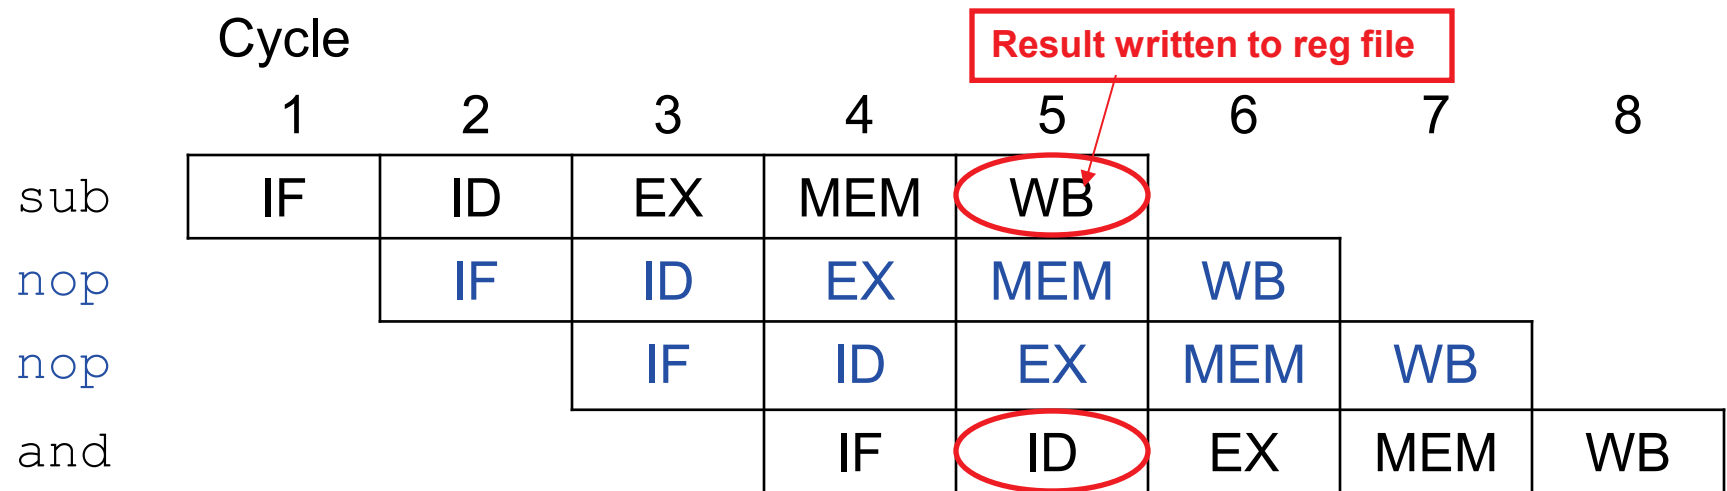 Cycle
Result written to reg file
1 2 3 4 5 6 7 8
sub IF ID EX MEM WB
nop IF ID EX MEM WB
nop IF ID EX MEM WB
and IF ID EX MEM WB